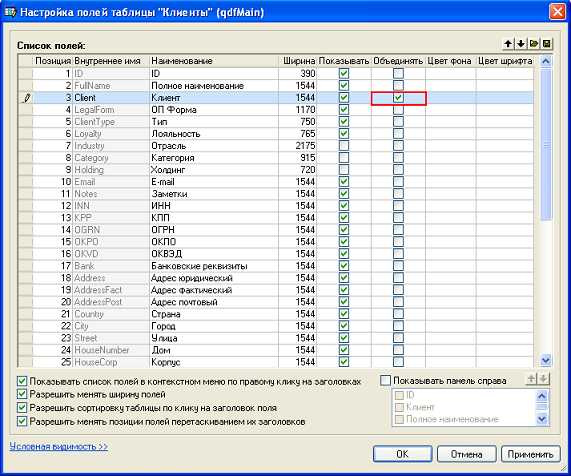 Настройка полей таблицы "Клиенты" (qdfMain)
Список полей:
Позиция Внутреннее имя Наименование Ширина Показывать Объединять Цвет фона Цвет шрифта
1 ID ID 390
2 FullName Полное наименование 1544
3 Client Клиент 1544
4 LegalForm ОП Форма 1170
5 ClientType Тип 750
6 Loyalty Лояльность 765
7 Industry Отрасль 2175
8 Category Категория 915
9 Holding Холдинг 720
10 Email E-mail 1544
11 Notes Заметки 1544
12 INN ИНН 1544
13 KPP КПП 1544
14 OGRN ОГРН 1544
15 OKPO ОКПО 1544
16 OKVD ОКВЭД 1544
17 Bank Банковские реквизиты 1544
18 Address Адрес юридический 1544
19 AddressFact Адрес фактический 1544
20 AddressPost Адрес почтовый 1544
21 Country Страна 1544
22 City Город 1544
23 Street Улица 1544
24 HouseNumber Дом 1544
25 HouseCorp Корпус 1544
Показывать список полей в контекстном меню по правому клику на заголовках
Разрешить менять ширину полей
Разрешить сортировку таблицы по клику на заголовок поля
Разрешить менять позиции полей перетаскиванием их заголовков
Показывать панель справа
ID
Клиент
Полное наименование
Условная видимость >>
OK Отмена Применить